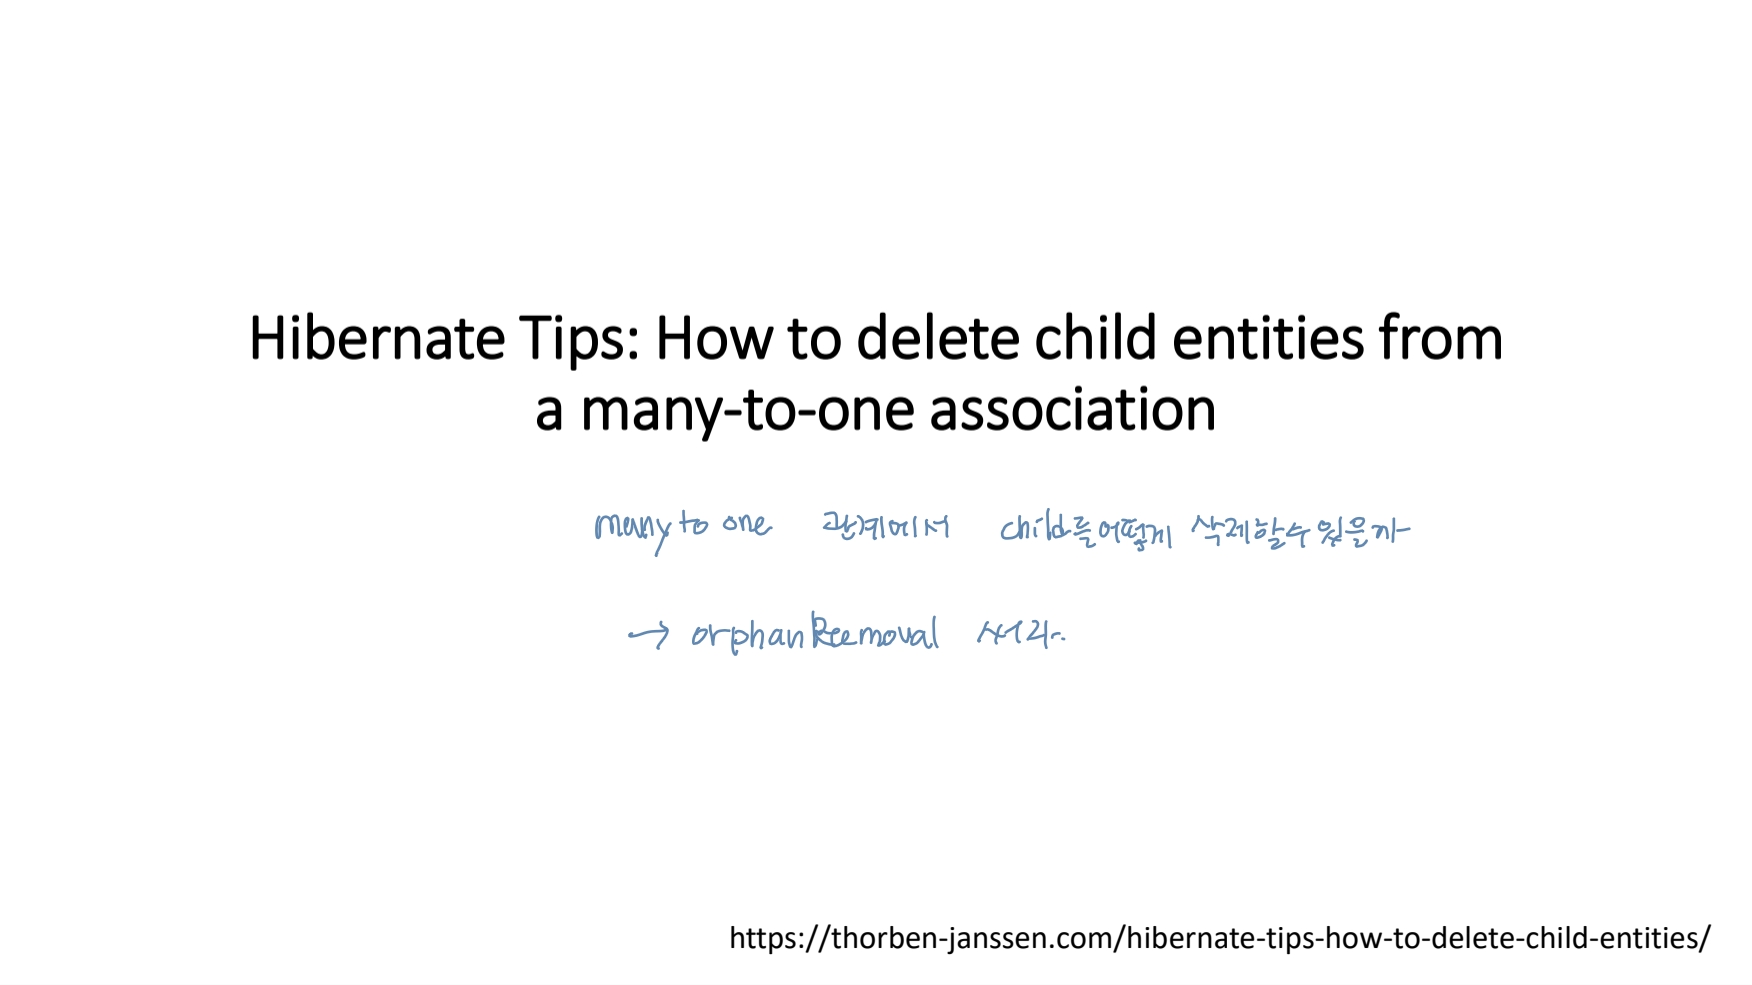 Hibernate Tips: How to delete child entities from
a many-to-one association
many to one 관계에서 child를 어떻게 삭제할 수 있을까
→ orphanRemoval 써라.
https://thorben-janssen.com/hibernate-tips-how-to-delete-child-entities/